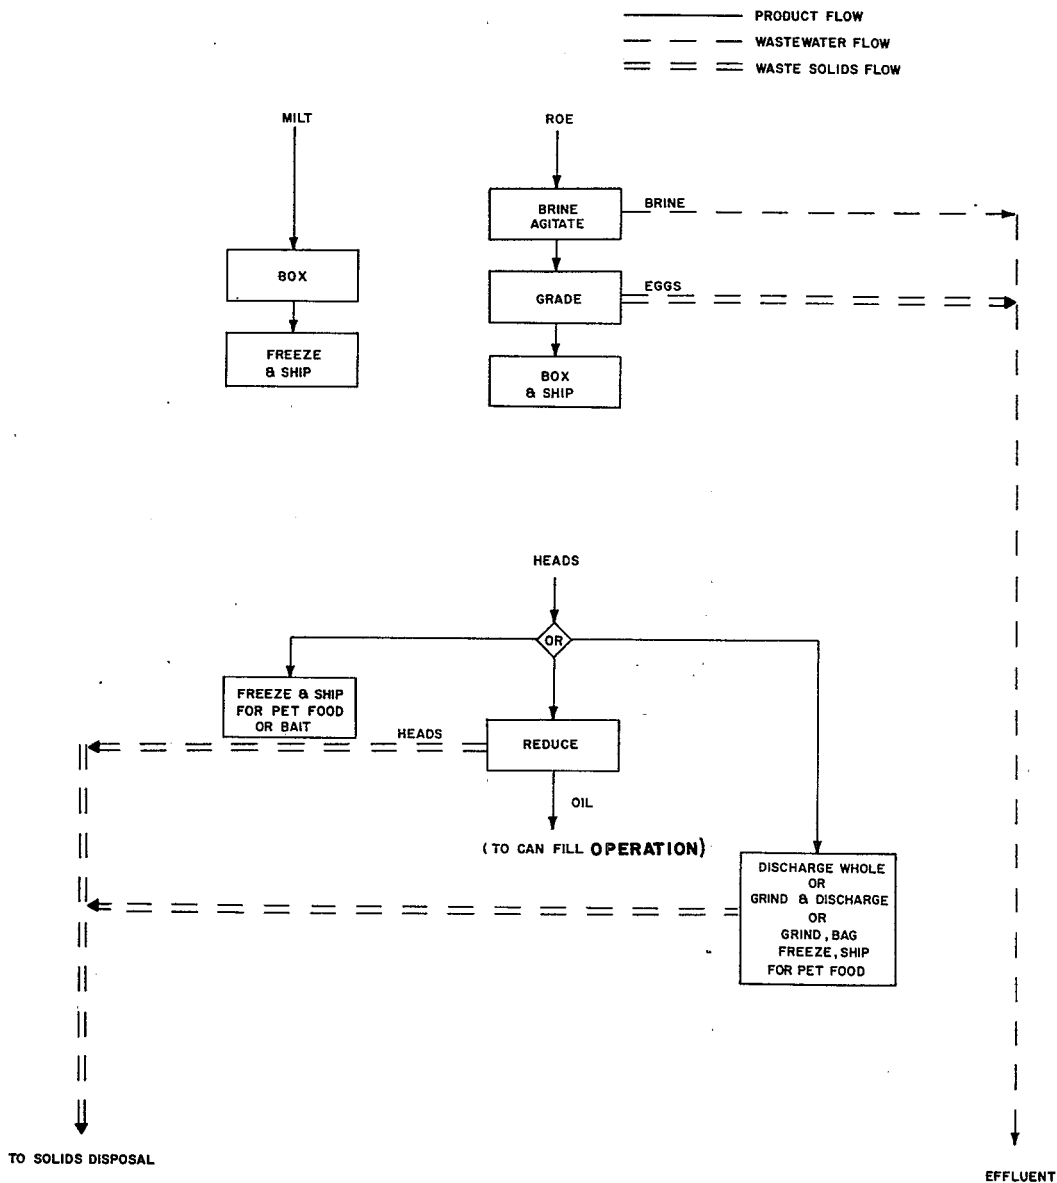 PRODUCT FLOW
WASTEWATER FLOW
WASTE SOLIDS FLOW
MILT
ROE
BRINE
AGITATE
BRINE
BOX
GRADE
EGGS
FREEZE
& SHIP
BOX
& SHIP
HEADS
OR
FREEZE & SHIP
FOR PET FOOD
OR BAIT
HEADS
REDUCE
OIL
(TO CAN FILL OPERATION)
DISCHARGE WHOLE
OR
GRIND & DISCHARGE
OR
GRIND, BAG
FREEZE, SHIP
FOR PET FOOD
TO SOLIDS DISPOSAL
EFFLUENT